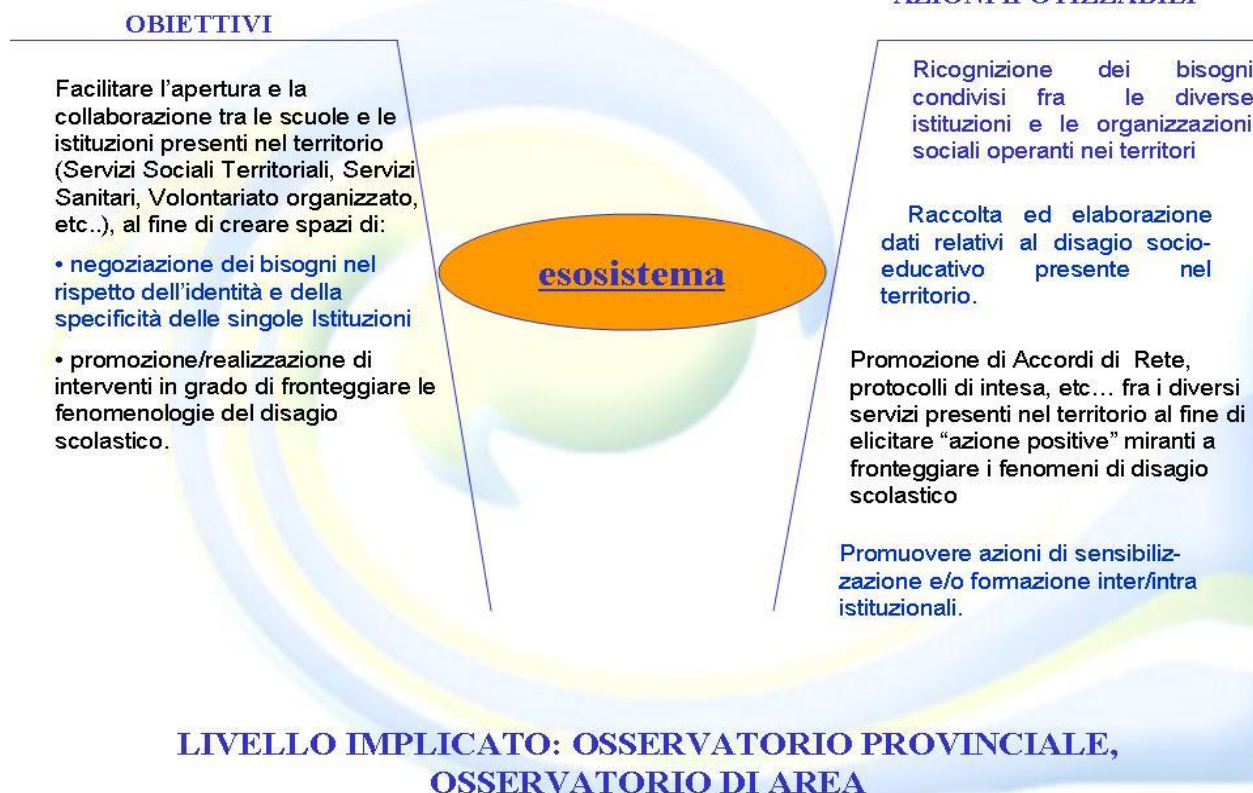 OBIETTIVI
Facilitare l'apertura e la
collaborazione tra le scuole e le
istituzioni presenti nel territorio
(Servizi Sociali Territoriali, Servizi
Sanitari, Volontariato organizzato,
etc..), al fine di creare spazi di:
• negoziazione dei bisogni nel
rispetto dell'identità e della
specificità delle singole Istituzioni
• promozione/realizzazione di
interventi in grado di fronteggiare le
fenomenologie del disagio
scolastico.
esosistema
AZIONI IPOTIZZABILI
Ricognizione dei bisogni
condivisi fra le diverse
istituzioni e le organizzazioni
sociali operanti nei territori
Raccolta ed elaborazione
dati relativi al disagio socio-
educativo presente nel
territorio.
Promozione di Accordi di Rete,
protocolli di intesa, etc... fra i diversi
servizi presenti nel territorio al fine di
elicitare "azione positive" miranti a
fronteggiare i fenomeni di disagio
scolastico
Promuovere azioni di sensibiliz-
zazione e/o formazione inter/intra
istituzionali.
LIVELLO IMPLICATO: OSSERVATORIO PROVINCIALE,
OSSERVATORIO DI AREA